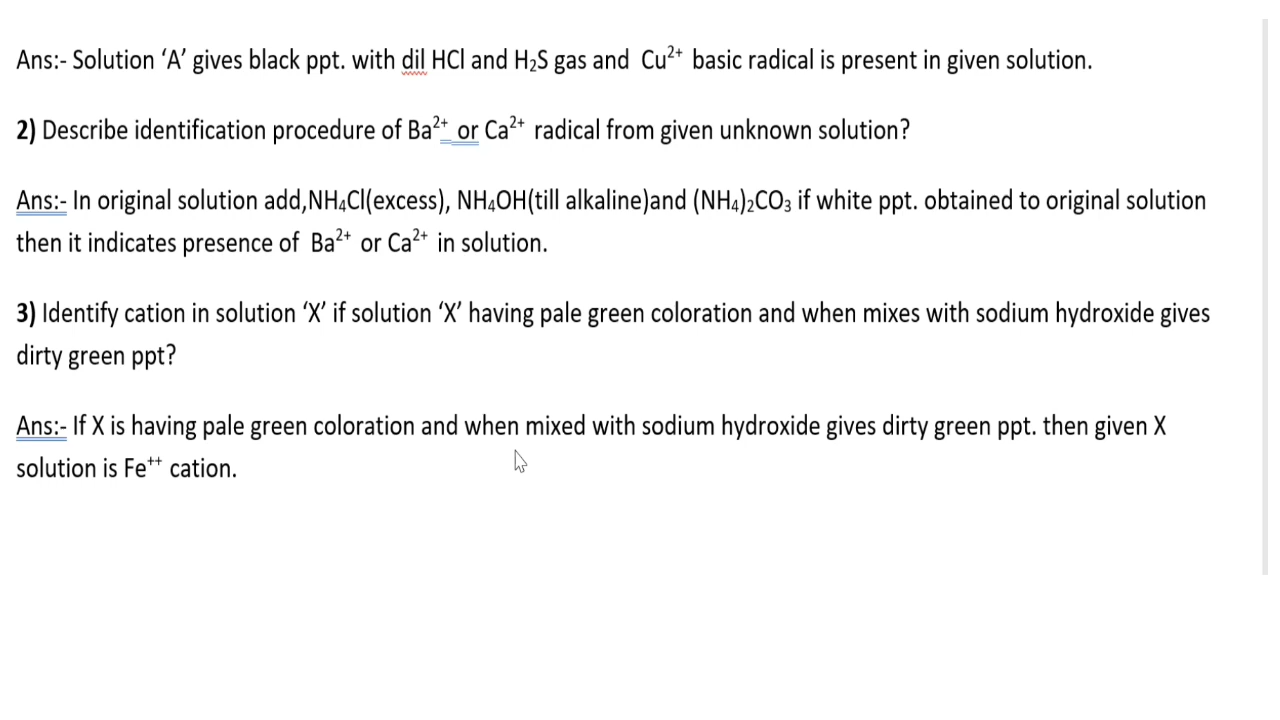 Ans:- Solution ‘A’ gives black ppt. with dil HCl and H₂S gas and Cu²⁺ basic radical is present in given solution.
2) Describe identification procedure of Ba²⁺ or Ca²⁺ radical from given unknown solution?
Ans:- In original solution add,NH₄Cl(excess), NH₄OH(till alkaline)and (NH₄)₂CO₃ if white ppt. obtained to original solution
then it indicates presence of Ba²⁺ or Ca²⁺ in solution.
3) Identify cation in solution ‘X’ if solution ‘X’ having pale green coloration and when mixes with sodium hydroxide gives
dirty green ppt?
Ans:- If X is having pale green coloration and when mixed with sodium hydroxide gives dirty green ppt. then given X
solution is Fe⁺⁺ cation.